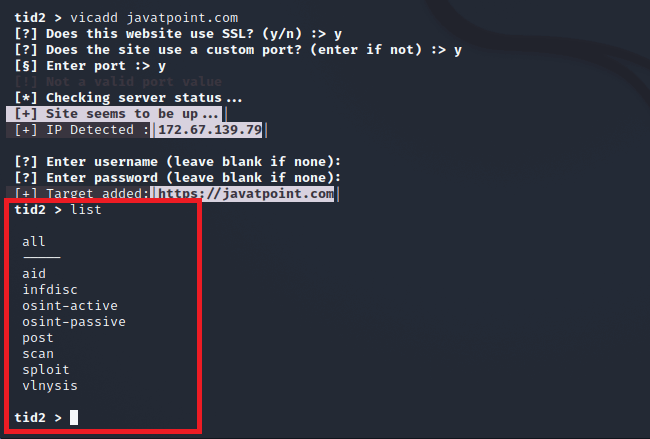 tid2 > vicadd javatpoint.com
[?] Does this website use SSL? (y/n) :> y
[?] Does the site use a custom port? (enter if not) :> y
[§] Enter port :> y
[!] Not a valid port value
[*] Checking server status...
[+] Site seems to be up...|
[+] IP Detected :|172.67.139.79|
[?] Enter username (leave blank if none):
[?] Enter password (leave blank if none):
[+] Target added:|https://javatpoint.com|
tid2 > list
all
-----
aid
infdisc
osint-active
osint-passive
post
scan
sploit
vlnysis
tid2 >